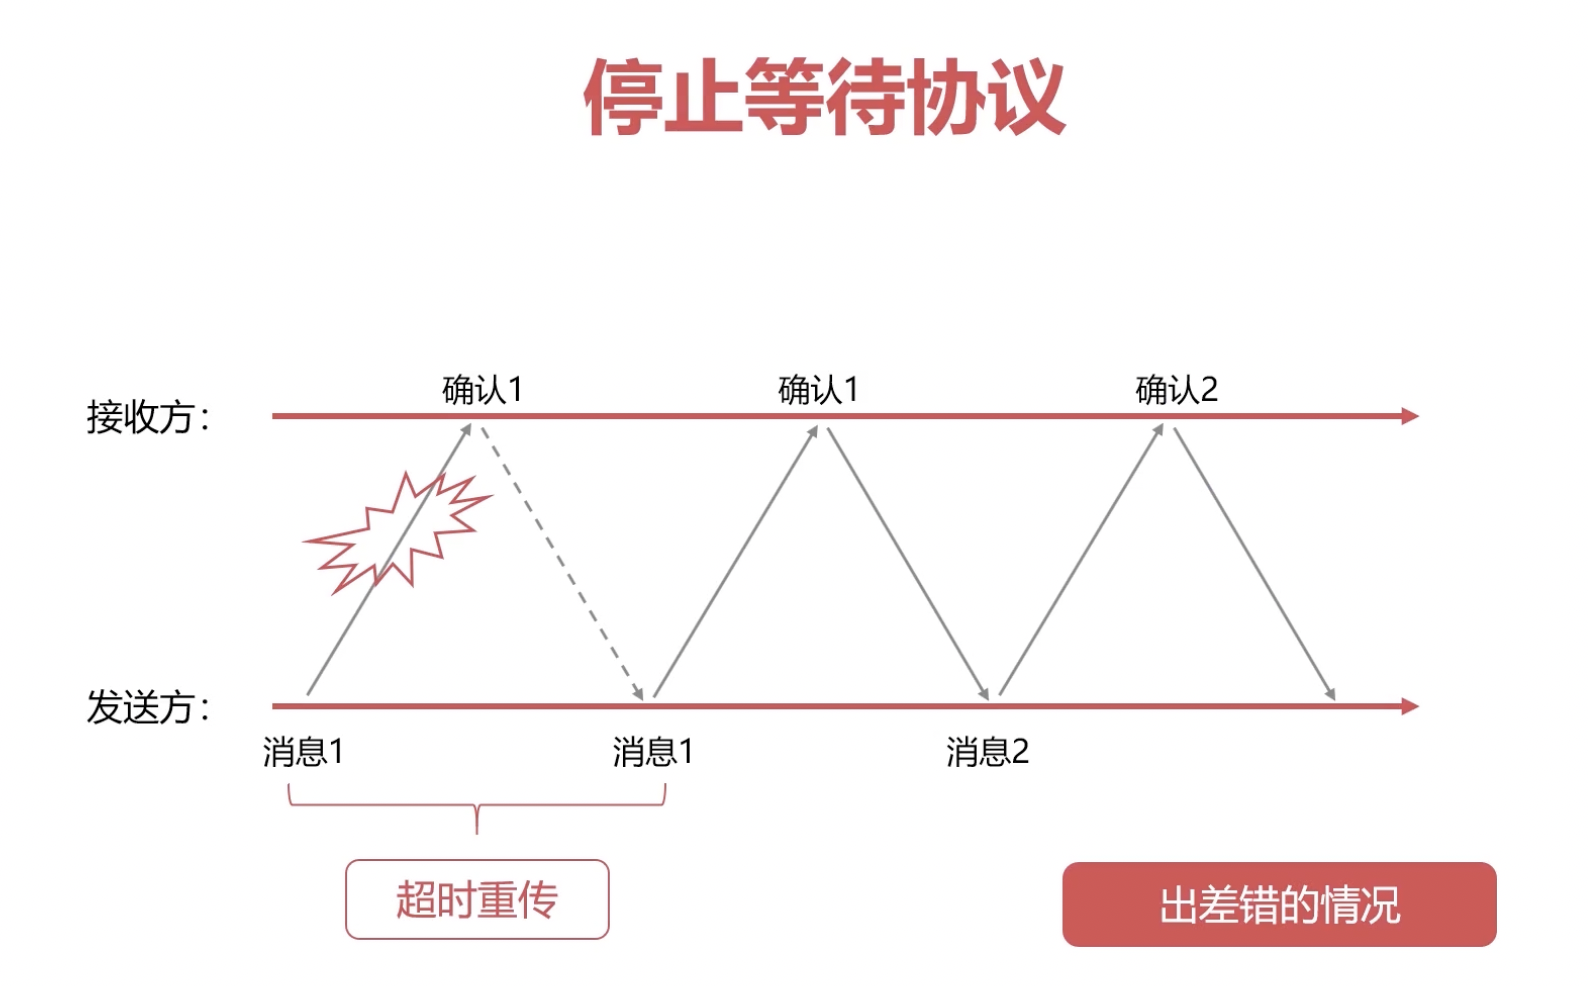 停止等待协议
确认1
确认1
确认2
接收方：
发送方：
消息1
消息1
消息2
超时重传
出差错的情况